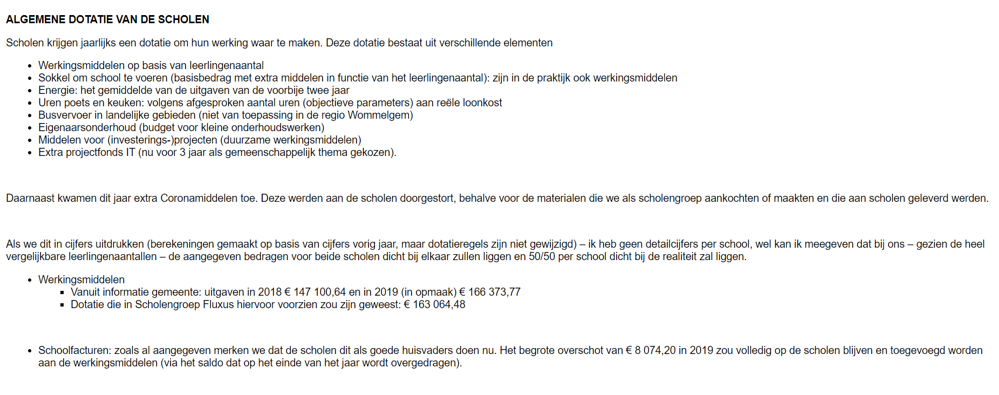 ALGEMENE DOTATIE VAN DE SCHOLEN
Scholen krijgen jaarlijks een dotatie om hun werking waar te maken. Deze dotatie bestaat uit verschillende elementen
• Werkingsmiddelen op basis van leerlingenaantal
• Sokkel om school te voeren (basisbedrag met extra middelen in functie van het leerlingenaantal): zijn in de praktijk ook werkingsmiddelen
• Energie: het gemiddelde van de uitgaven van de voorbije twee jaar
• Uren poets en keuken: volgens afgesproken aantal uren (objectieve parameters) aan reële loonkost
• Busvervoer in landelijke gebieden (niet van toepassing in de regio Wommelgem)
• Eigenaarsonderhoud (budget voor kleine onderhoudswerken)
• Middelen voor (investerings-)projecten (duurzame werkingsmiddelen)
• Extra projectfonds IT (nu voor 3 jaar als gemeenschappelijk thema gekozen).
Daarnaast kwamen dit jaar extra Coronamiddelen toe. Deze werden aan de scholen doorgestort, behalve voor de materialen die we als scholengroep aankochten of maakten en die aan scholen geleverd werden.
Als we dit in cijfers uitdrukken (berekeningen gemaakt op basis van cijfers vorig jaar, maar dotatieregels zijn niet gewijzigd) – ik heb geen detailcijfers per school, wel kan ik meegeven dat bij ons – gezien de heel
vergelijkbare leerlingenaantallen – de aangegeven bedragen voor beide scholen dicht bij elkaar zullen liggen en 50/50 per school dicht bij de realiteit zal liggen.
• Werkingsmiddelen
▪ Vanuit informatie gemeente: uitgaven in 2018 € 147 100,64 en in 2019 (in opmaak) € 166 373,77
▪ Dotatie die in Scholengroep Fluxus hiervoor voorzien zou zijn geweest: € 163 064,48
• Schoolfacturen: zoals al aangegeven merken we dat de scholen dit als goede huisvaders doen nu. Het begrote overschot van € 8 074,20 in 2019 zou volledig op de scholen blijven en toegevoegd worden
aan de werkingsmiddelen (via het saldo dat op het einde van het jaar wordt overgedragen).